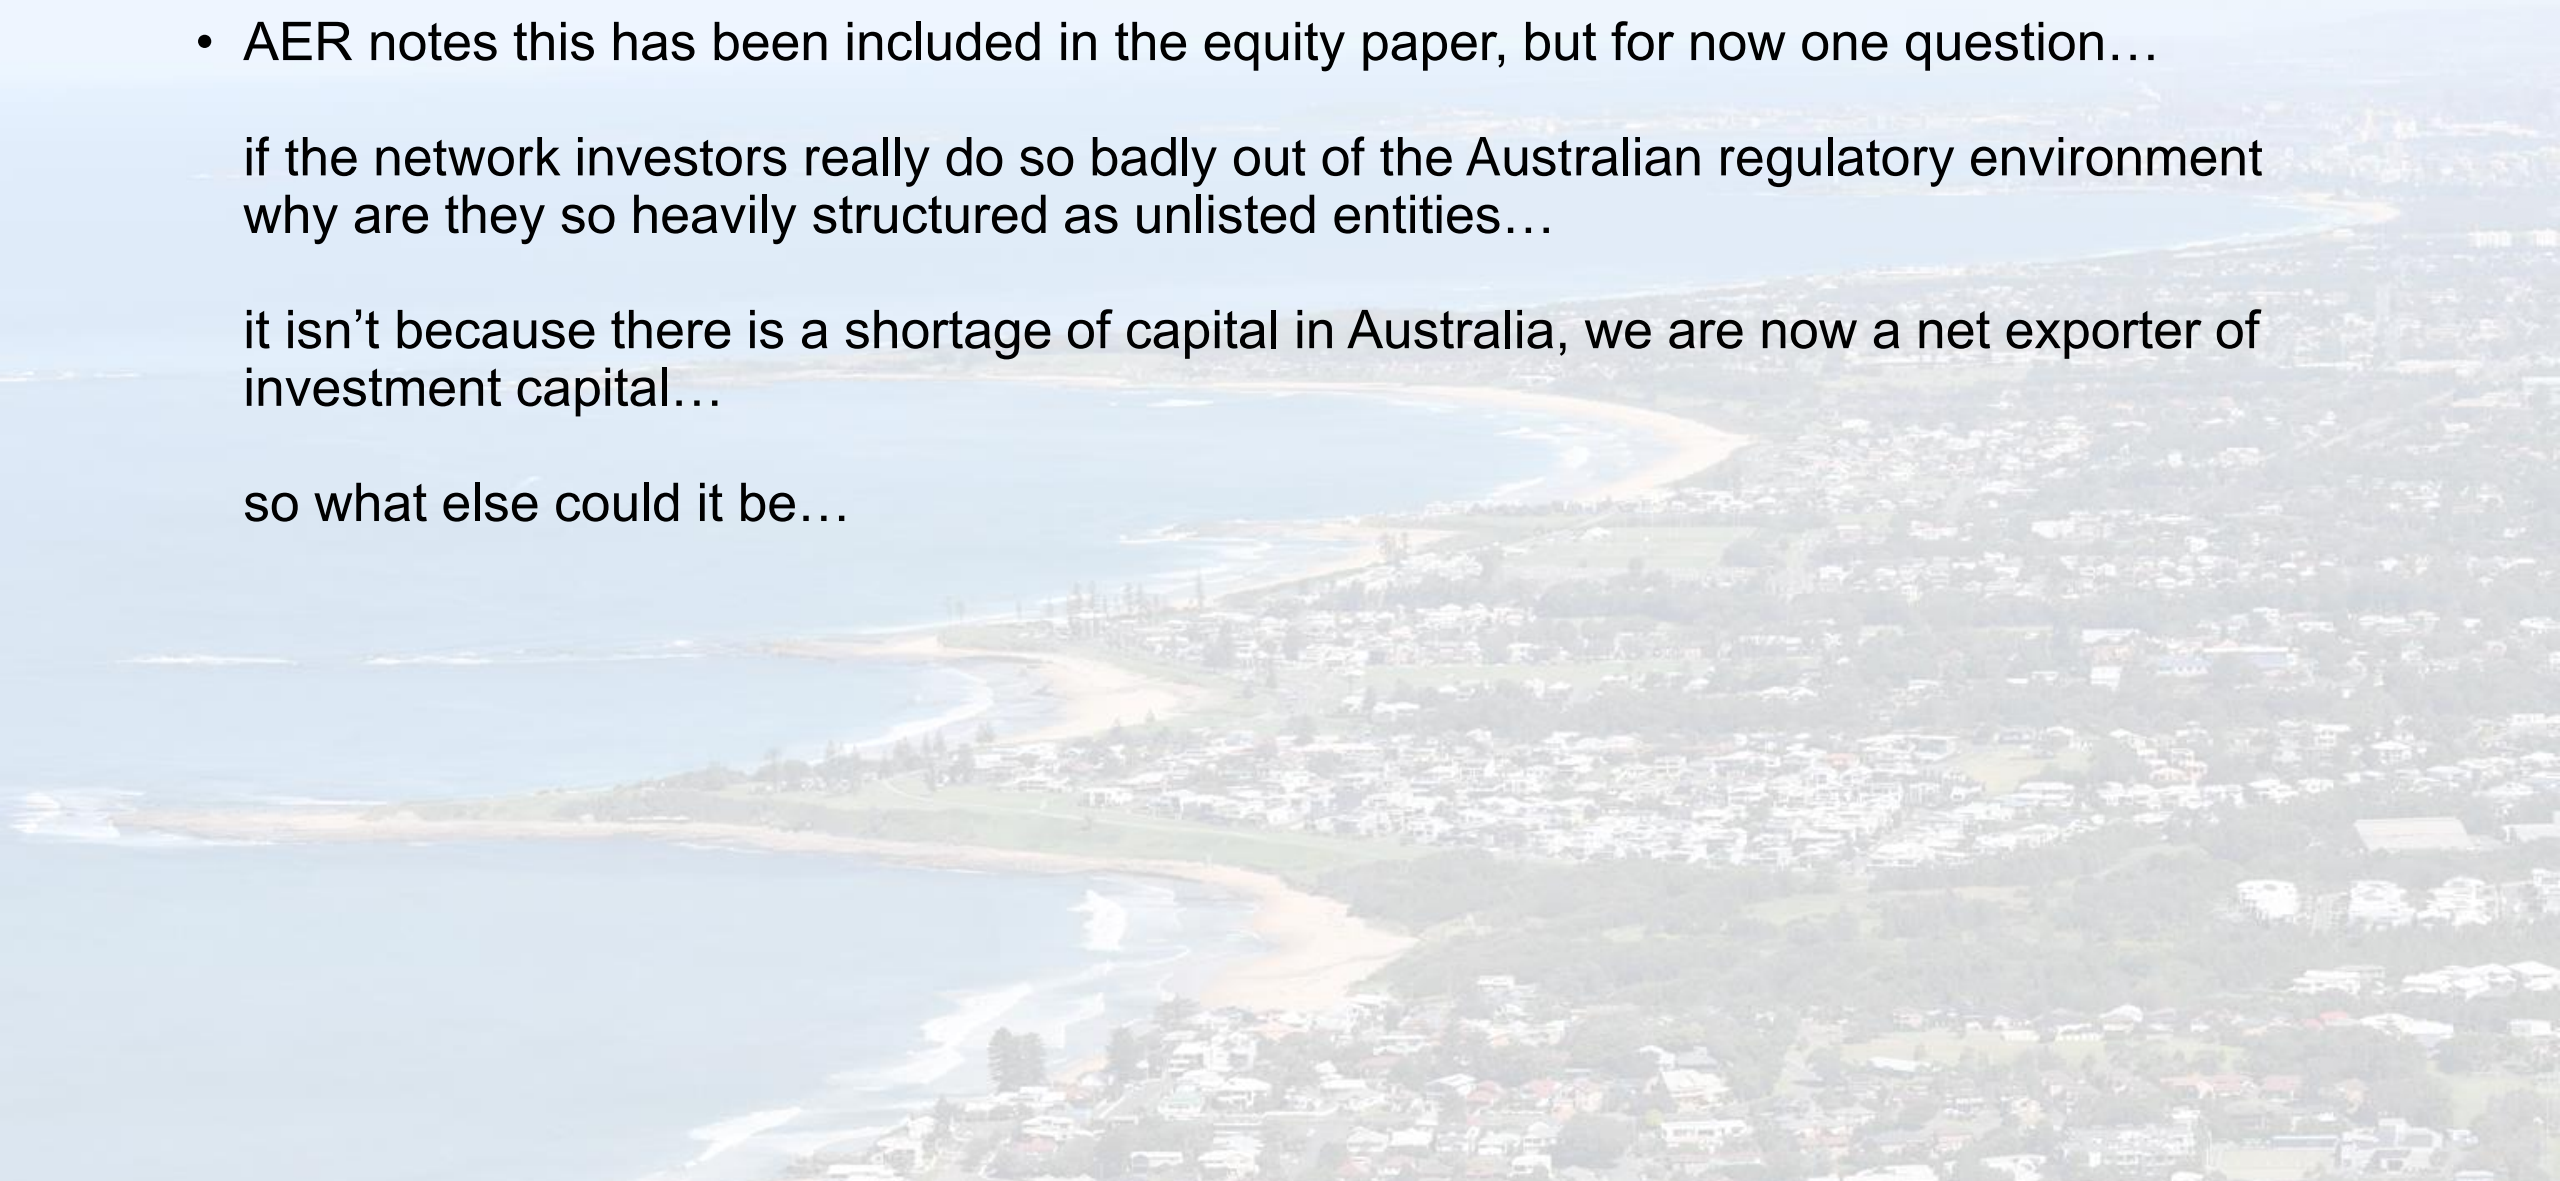 • AER notes this has been included in the equity paper, but for now one question…
if the network investors really do so badly out of the Australian regulatory environment
why are they so heavily structured as unlisted entities…
it isn’t because there is a shortage of capital in Australia, we are now a net exporter of
investment capital…
so what else could it be…